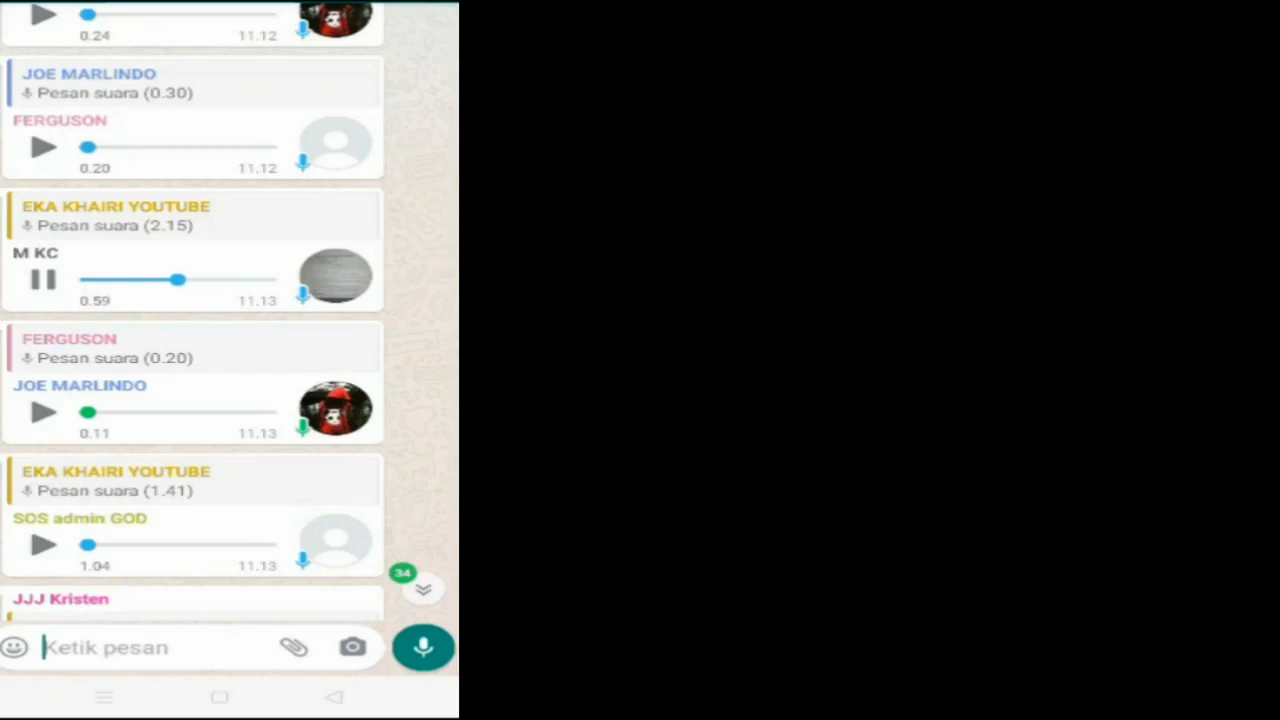 0.24 11.12
JOE MARLINDO
Pesan suara (0.30)
FERGUSON
0.20 11.12
EKA KHAIRI YOUTUBE
Pesan suara (2.15)
M KC
0.59 11.13
FERGUSON
Pesan suara (0.20)
JOE MARLINDO
0.11 11.13
EKA KHAIRI YOUTUBE
Pesan suara (1.41)
SOS admin GOD
1.04 11.13
34
JJJ Kristen
Ketik pesan